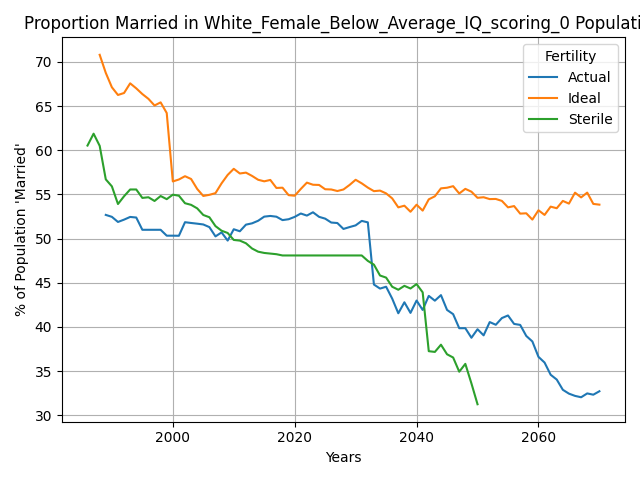 Proportion Married in White_Female_Below_Average_IQ_scoring_0 Populati
Fertility
Actual
Ideal
Sterile
% of Population 'Married'
70
65
60
55
50
45
40
35
30
2000 2020 2040 2060
Years